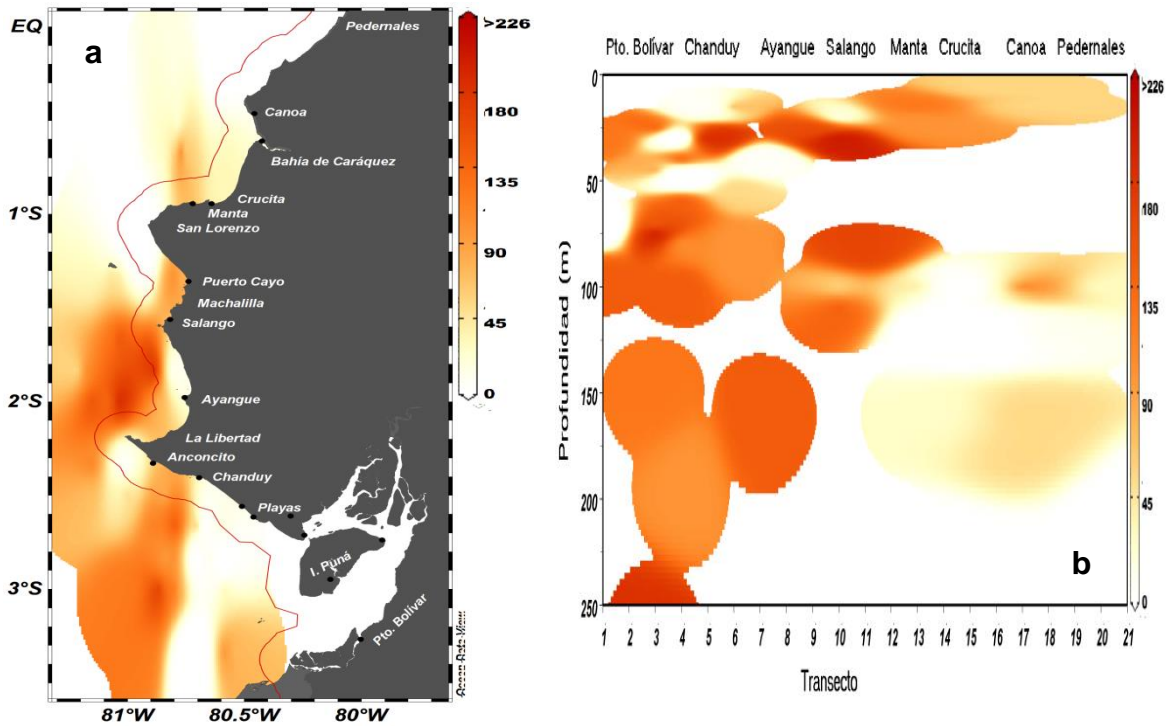 a
EQ
1°S
2°S
3°S
81°W 80.5°W 80°W
Pedernales
Canoa
Bahía de Caráquez
Crucita
Manta
San Lorenzo
Puerto Cayo
Machalilla
Salango
Ayangue
La Libertad
Anconcito
Chanduy
Playas
I. Puná
Pto. Bolívar
>226
180
135
90
45
0
Ocean Data View
Pto. Bolívar Chanduy Ayangue Salango Manta Crucita Canoa Pedernales
Profundidad (m)
0
50
100
150
200
250
1 2 3 4 5 6 7 8 9 10 11 12 13 14 15 16 17 18 19 20 21
Transecto
b
>226
180
135
90
45
0